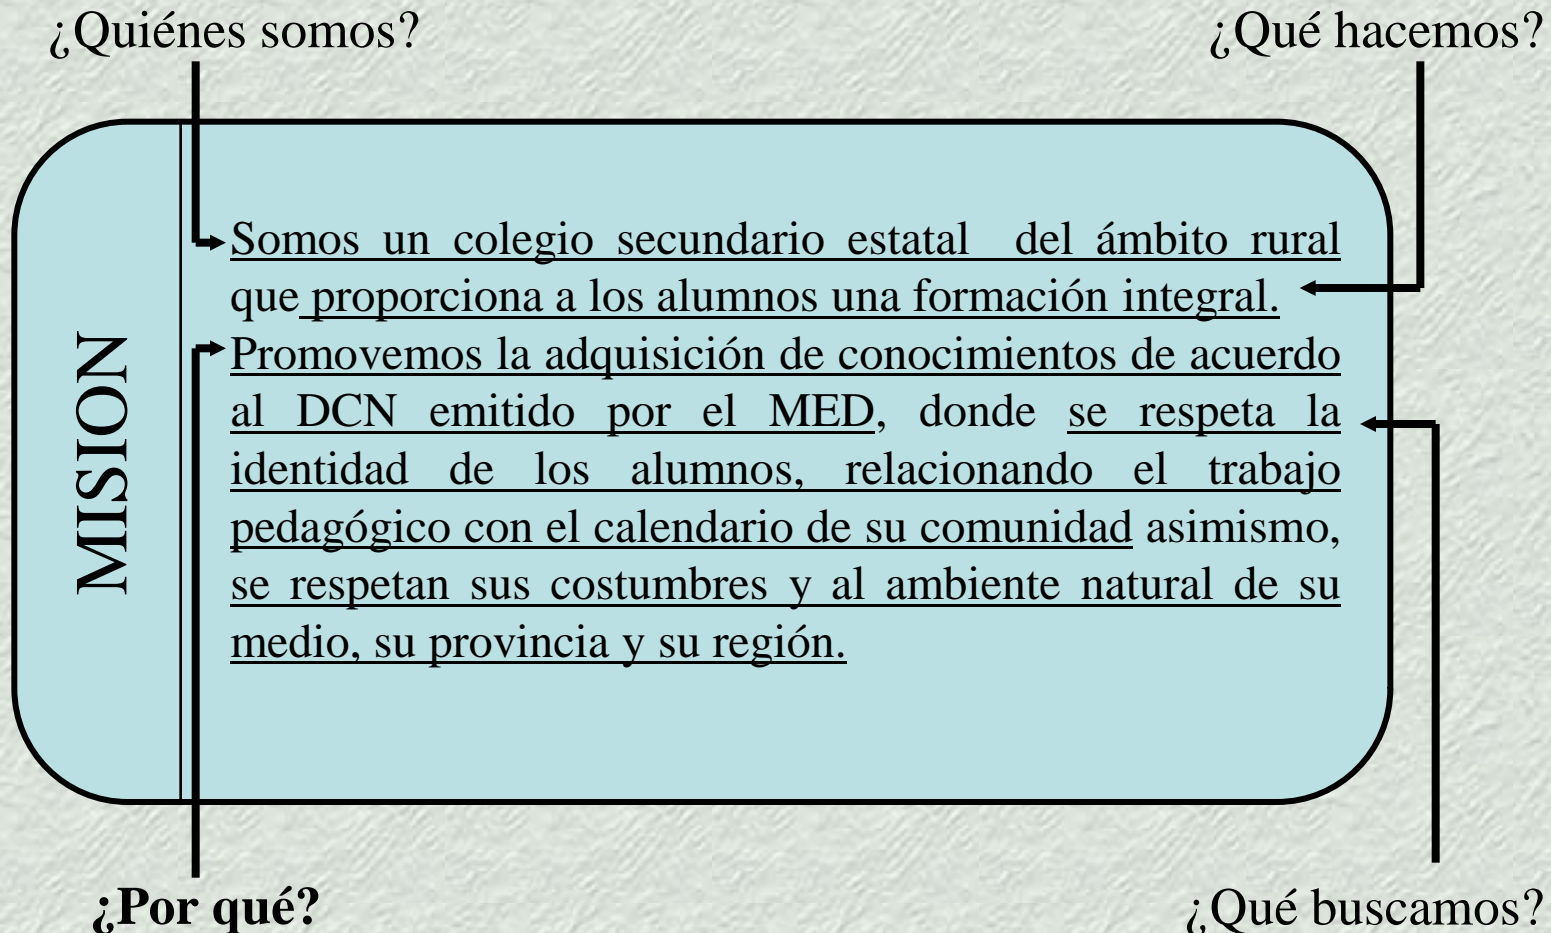 ¿Quiénes somos?
¿Qué hacemos?
MISION
Somos un colegio secundario estatal del ámbito rural
que proporciona a los alumnos una formación integral.
Promovemos la adquisición de conocimientos de acuerdo
al DCN emitido por el MED, donde se respeta la
identidad de los alumnos, relacionando el trabajo
pedagógico con el calendario de su comunidad asimismo,
se respetan sus costumbres y al ambiente natural de su
medio, su provincia y su región.
¿Por qué?
¿Qué buscamos?